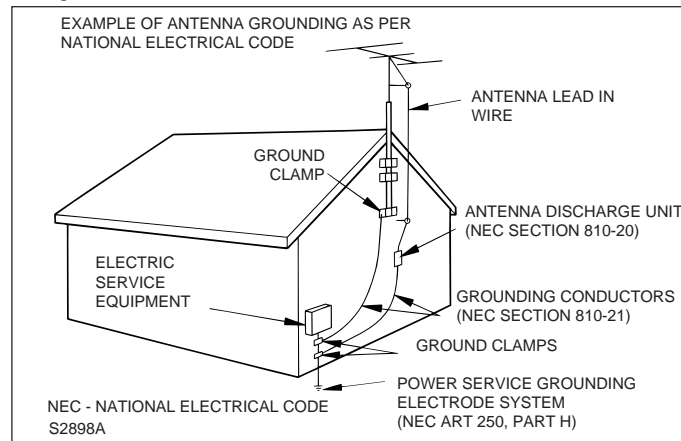 EXAMPLE OF ANTENNA GROUNDING AS PER
NATIONAL ELECTRICAL CODE
ANTENNA LEAD IN
WIRE
GROUND
CLAMP
ANTENNA DISCHARGE UNIT
(NEC SECTION 810-20)
ELECTRIC
SERVICE
EQUIPMENT
GROUNDING CONDUCTORS
(NEC SECTION 810-21)
GROUND CLAMPS
POWER SERVICE GROUNDING
ELECTRODE SYSTEM
(NEC ART 250, PART H)
NEC - NATIONAL ELECTRICAL CODE
S2898A